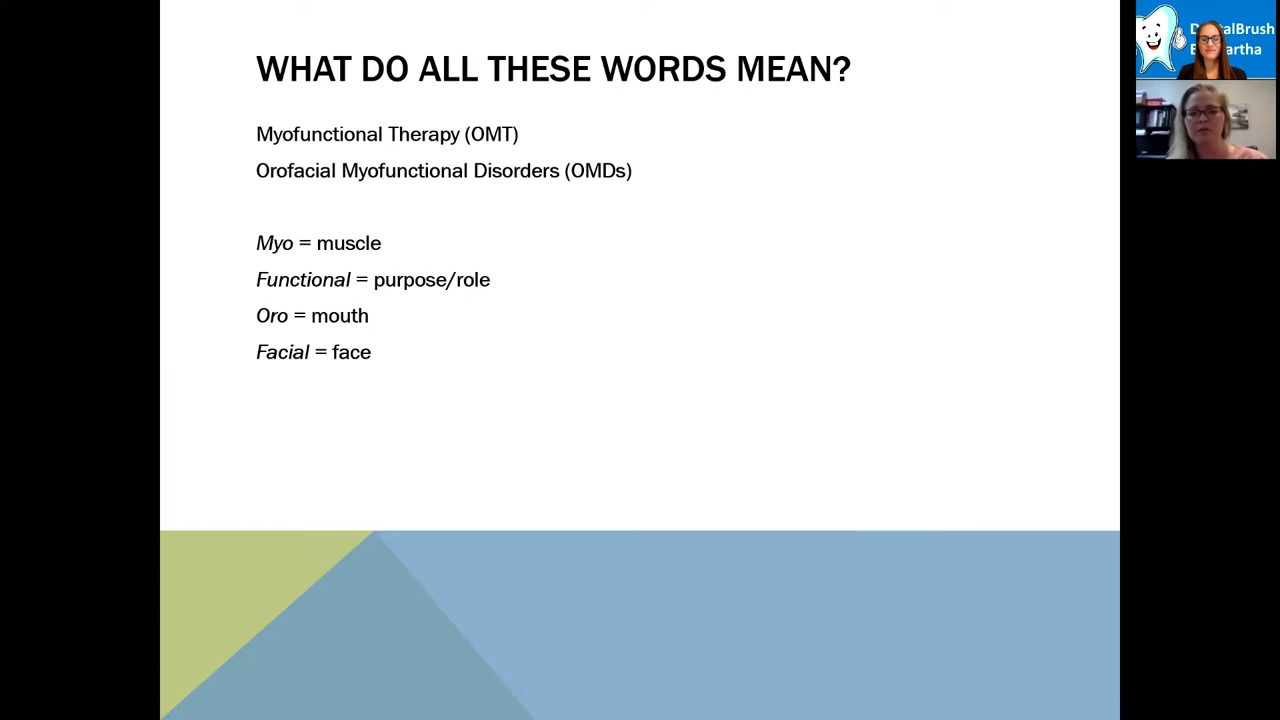 WHAT DO ALL THESE WORDS MEAN?
Myofunctional Therapy (OMT)
Orofacial Myofunctional Disorders (OMDs)
Myo = muscle
Functional = purpose/role
Oro = mouth
Facial = face